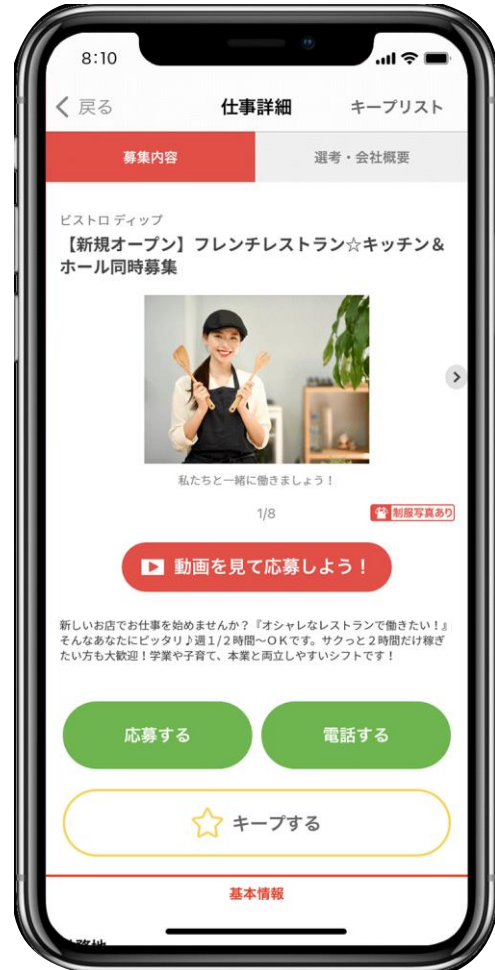 8:10
戻る
仕事詳細
キープリスト
募集内容
選考・会社概要
ビストロ ディップ
【新規オープン】フレンチレストラン☆キッチン＆
ホール同時募集
私たちと一緒に働きましょう！
1/8
制服写真あり
動画を見て応募しよう！
新しいお店でお仕事を始めませんか？『オシャレなレストランで働きたい！』
そんなあなたにピッタリ♪週１/２時間～ＯＫです。サクっと２時間だけ稼ぎ
たい方も大歓迎！学業や子育て、本業と両立しやすいシフトです！
応募する
電話する
キープする
基本情報